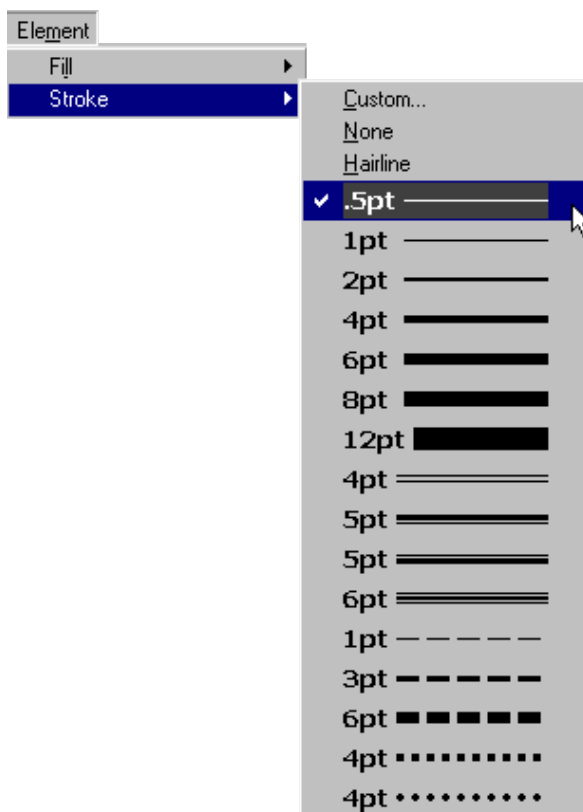 Element
Fill
Stroke
Custom...
None
Hairline
.5pt
1pt
2pt
4pt
6pt
8pt
12pt
4pt
5pt
5pt
6pt
1pt
3pt
6pt
4pt
4pt